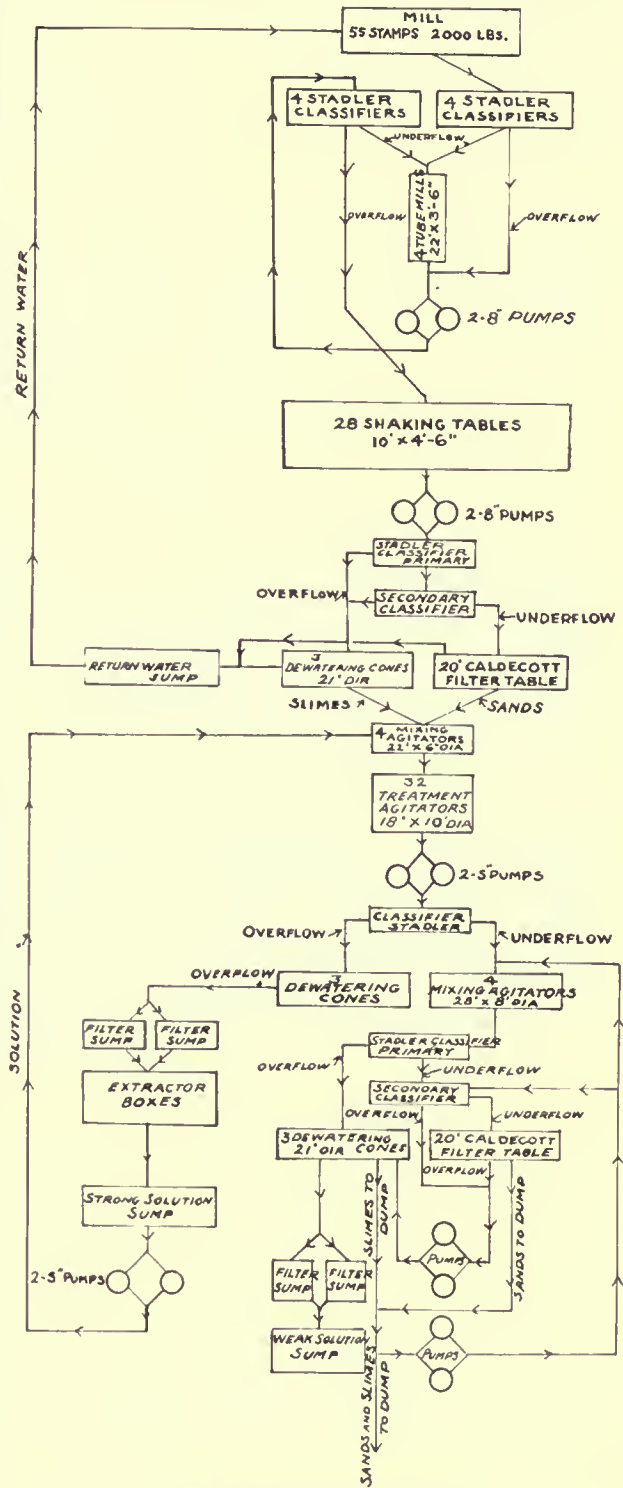 MILL
55 STAMPS 2000 LBS.
4 STADLER
CLASSIFIERS
4 STADLER
CLASSIFIERS
UNDERFLOW
OVERFLOW
4 TUBE MILLS
22' X 5'-6"
OVERFLOW
2-8" PUMPS
RETURN WATER
28 SHAKING TABLES
10' X 4'-6"
2-8" PUMPS
STADLER
CLASSIFIER
PRIMARY
OVERFLOW
SECONDARY
CLASSIFIER
UNDERFLOW
RETURN WATER
SUMP
3
DEWATERING CONES
21' DIR
20' CALDECOTT
FILTER TABLE
SLIMES
SANDS
4 MIXING
AGITATORS
22' X 6' DIA
32
TREATMENT
AGITATORS
18' X 10' DIA
2-5" PUMPS
CLASSIFIER
STADLER
OVERFLOW
UNDERFLOW
OVERFLOW
3
DEWATERING
CONES
4
MIXING AGITATORS
28' X 8' DIA
SOLUTION
FILTER
SUMP
FILTER
SUMP
STADLER CLASSIFIER
PRIMARY
OVERFLOW
UNDERFLOW
EXTRACTOR
BOXES
SECONDARY
CLASSIFIER
OVERFLOW
UNDERFLOW
3 DEWATERING
21' DIR CONES
20' CALDECOTT
FILTER TABLE
OVERFLOW
STRONG SOLUTION
SUMP
SLIMES TO
DUMP
SANDS TO DUMP
PUMPS
2-5" PUMPS
FILTER
SUMP
FILTER
SUMP
WEAK SOLUTION
SUMP
PUMPS
SANDS AND SLIMES
TO DUMP